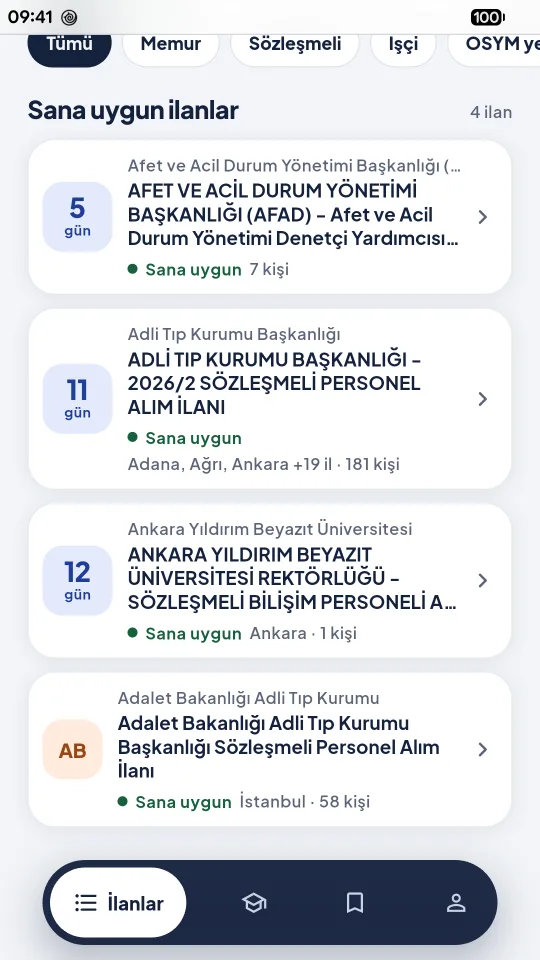 09:41
100
Tümü
Memur
Sözleşmeli
İşçi
ÖSYM ye
Sana uygun ilanlar
4 ilan
Afet ve Acil Durum Yönetimi Başkanlığı (…
5
gün
AFET VE ACİL DURUM YÖNETİMİ
BAŞKANLIĞI (AFAD) – Afet ve Acil
Durum Yönetimi Denetçi Yardımcısı…
Sana uygun 7 kişi
Adli Tıp Kurumu Başkanlığı
11
gün
ADLİ TIP KURUMU BAŞKANLIĞI –
2026/2 SÖZLEŞMELİ PERSONEL
ALIM İLANI
Sana uygun
Adana, Ağrı, Ankara +19 il · 181 kişi
Ankara Yıldırım Beyazıt Üniversitesi
12
gün
ANKARA YILDIRIM BEYAZIT
ÜNİVERSİTESİ REKTÖRLÜĞÜ –
SÖZLEŞMELİ BİLİŞİM PERSONELİ A…
Sana uygun Ankara · 1 kişi
Adalet Bakanlığı Adli Tıp Kurumu
AB
Adalet Bakanlığı Adli Tıp Kurumu
Başkanlığı Sözleşmeli Personel Alım
İlanı
Sana uygun İstanbul · 58 kişi
İlanlar